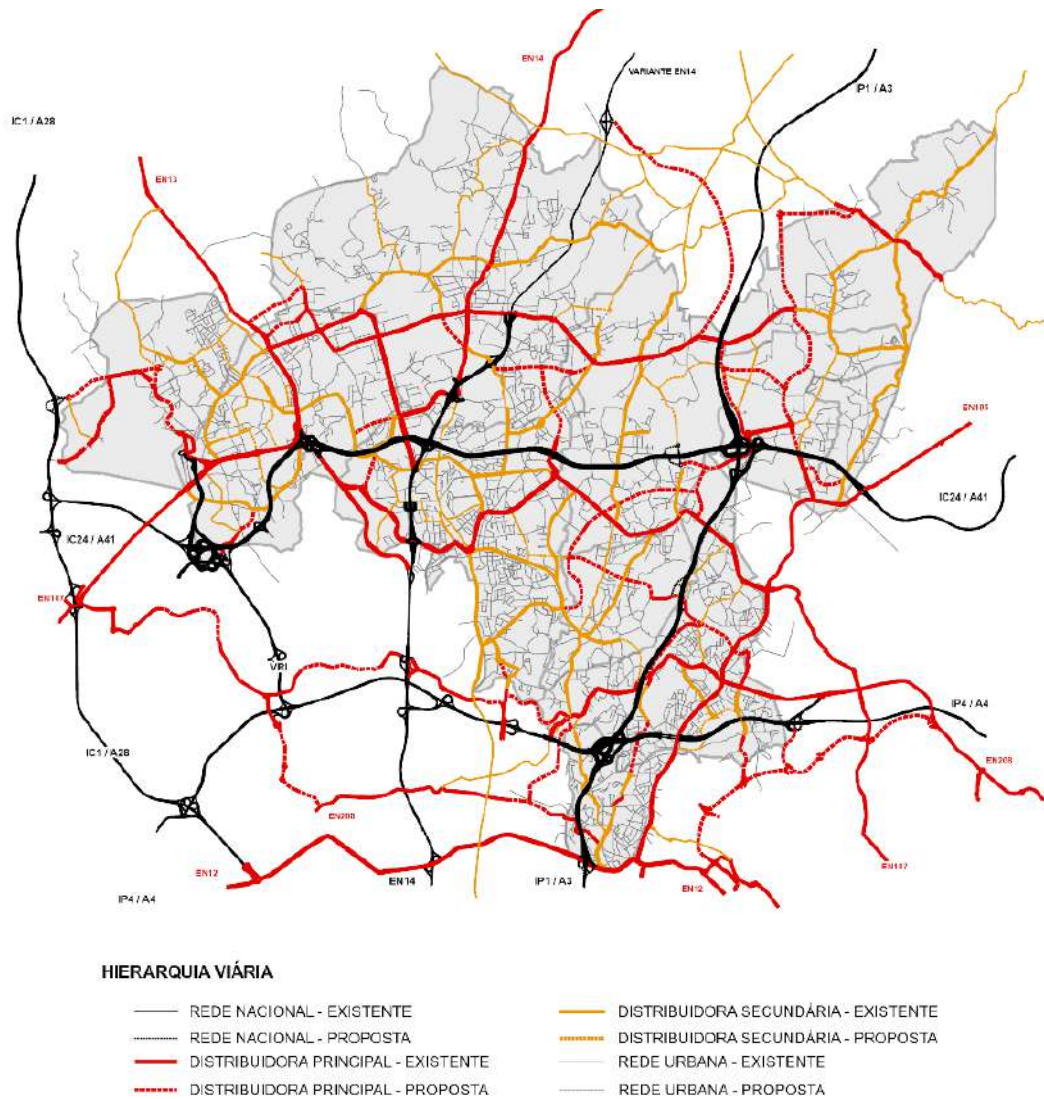 EN14
VARIANTE EN14
IP1 / A3
IC1 / A28
EN13
EN105
IC24 / A41
IC24 / A41
EN107
VRI
IP4 / A4
IC1 / A28
EN208
EN208
EN12
EN14
IP1 / A3
EN12
IP4 / A4
HIERARQUIA VIÁRIA
REDE NACIONAL - EXISTENTE
REDE NACIONAL - PROPOSTA
DISTRIBUIDORA PRINCIPAL - EXISTENTE
DISTRIBUIDORA PRINCIPAL - PROPOSTA
DISTRIBUIDORA SECUNDÁRIA - EXISTENTE
DISTRIBUIDORA SECUNDÁRIA - PROPOSTA
REDE URBANA - EXISTENTE
REDE URBANA - PROPOSTA